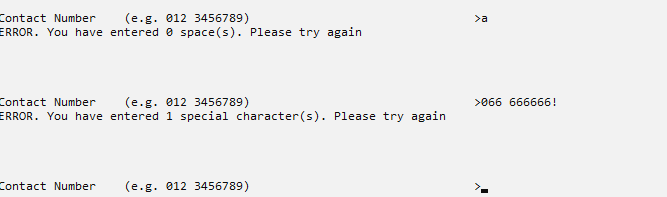 Contact Number    (e.g. 012 3456789)                                >a
ERROR. You have entered 0 space(s). Please try again
Contact Number    (e.g. 012 3456789)                                >066 666666!
ERROR. You have entered 1 special character(s). Please try again
Contact Number    (e.g. 012 3456789)                                >